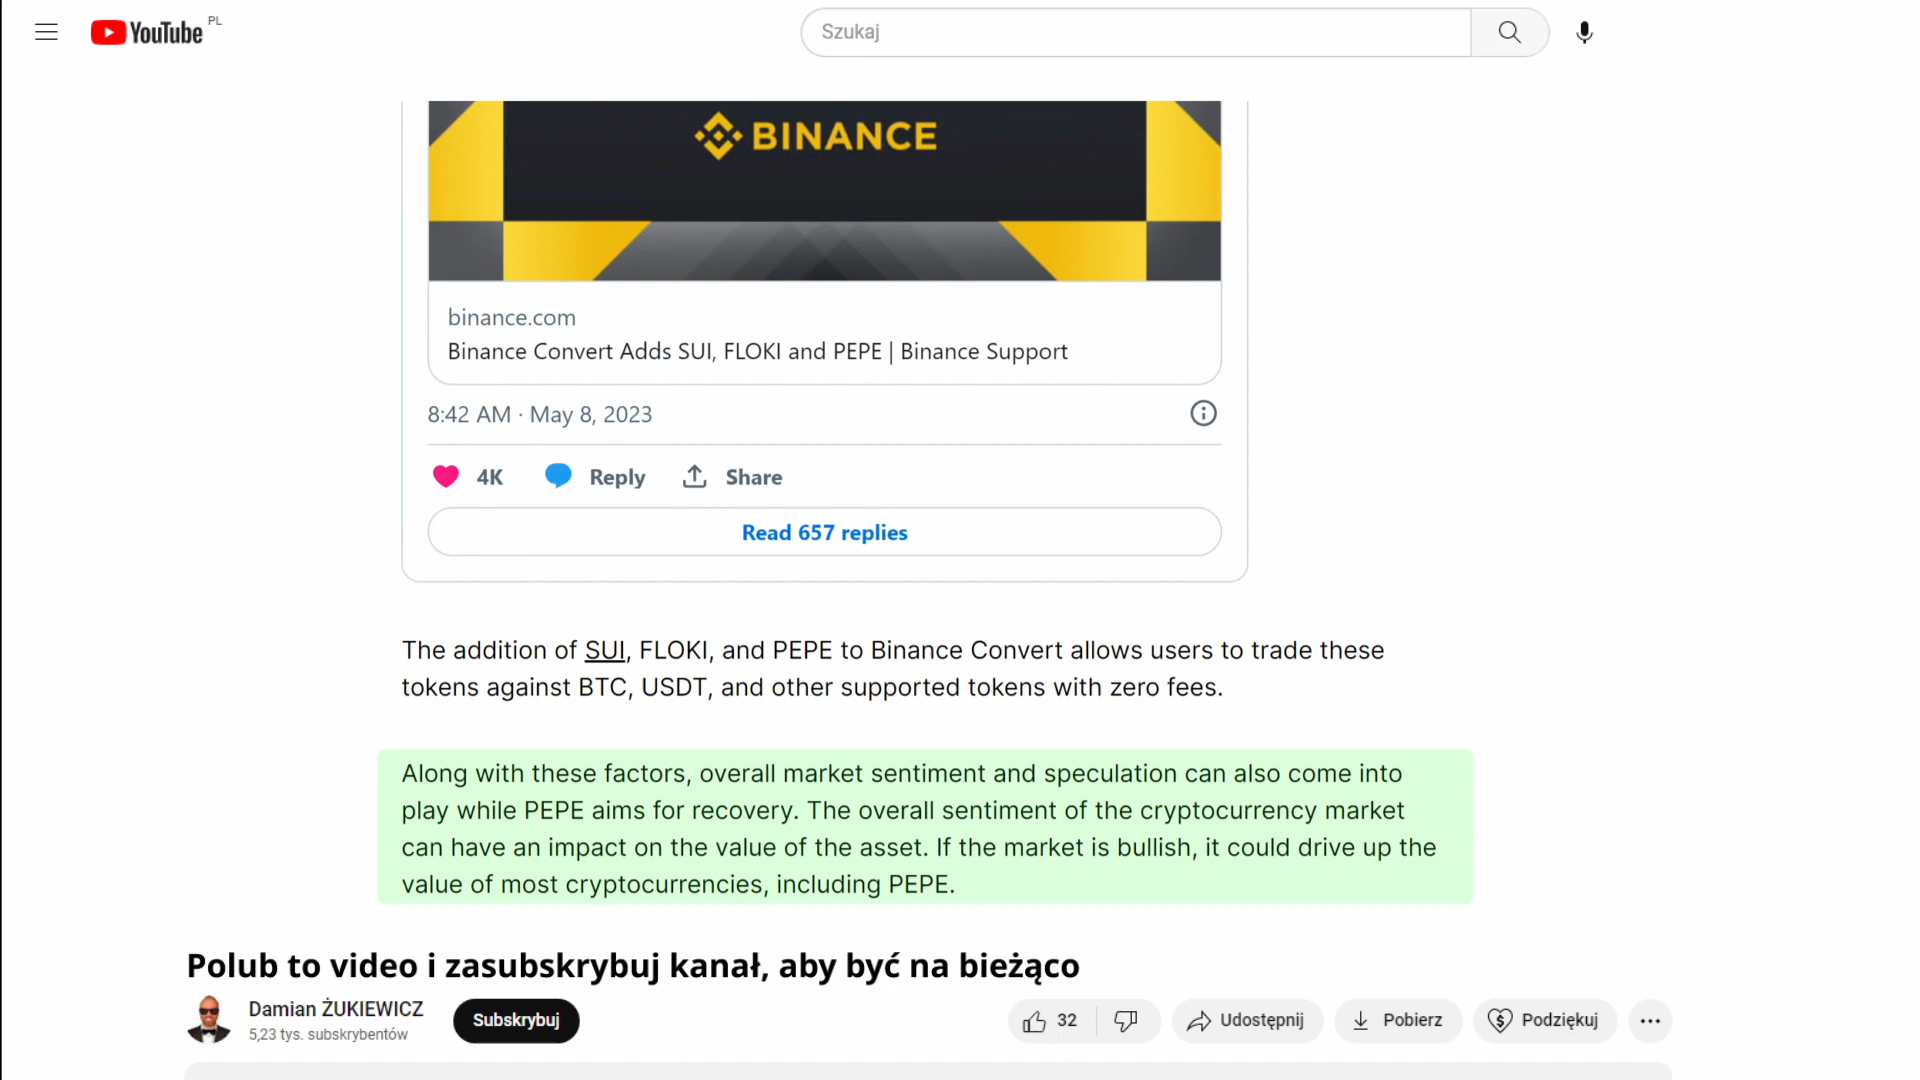 YouTube PL
Szukaj
BINANCE
binance.com
Binance Convert Adds SUI, FLOKI and PEPE | Binance Support
8:42 AM · May 8, 2023
4K Reply Share
Read 657 replies
The addition of SUI, FLOKI, and PEPE to Binance Convert allows users to trade these
tokens against BTC, USDT, and other supported tokens with zero fees.
Along with these factors, overall market sentiment and speculation can also come into
play while PEPE aims for recovery. The overall sentiment of the cryptocurrency market
can have an impact on the value of the asset. If the market is bullish, it could drive up the
value of most cryptocurrencies, including PEPE.
Polub to video i zasubskrybuj kanał, aby być na bieżąco
Damian ŻUKIEWICZ
5,23 tys. subskrybentów
Subskrybuj
32
Udostępnij
Pobierz
Podziękuj